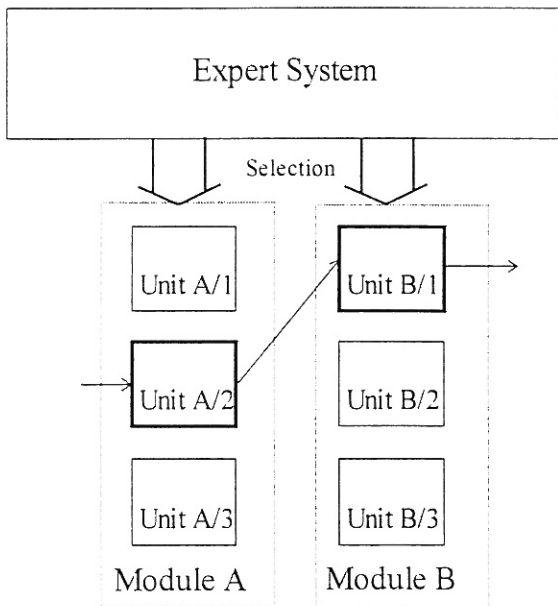 Expert System
Selection
Unit A/1
Unit B/1
Unit A/2
Unit B/2
Unit A/3
Unit B/3
Module A
Module B